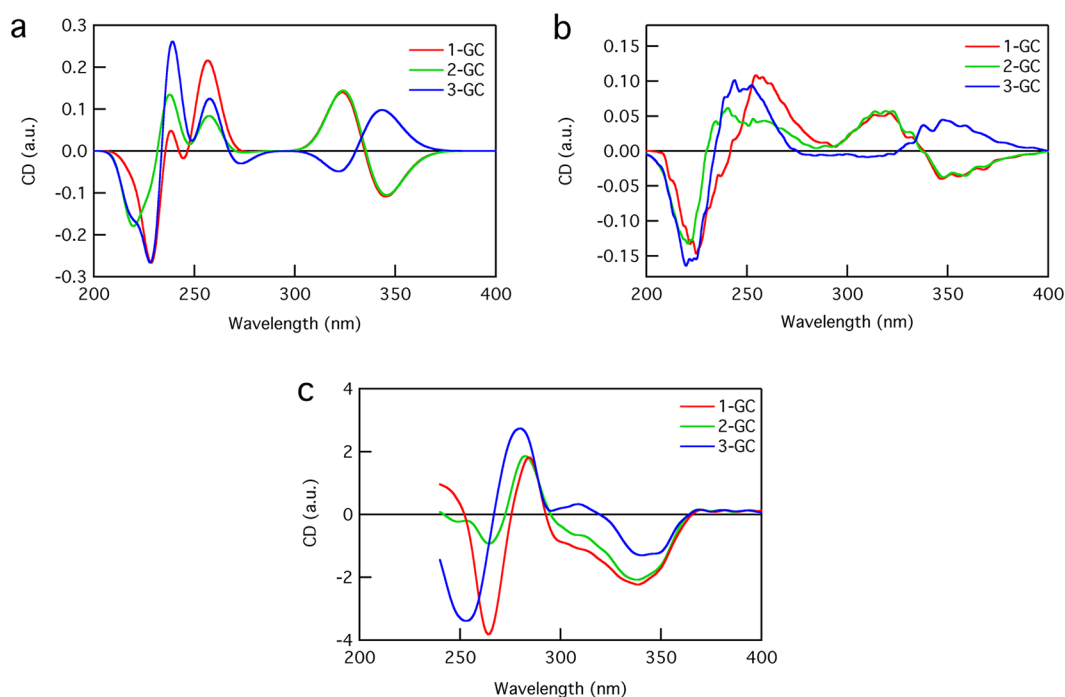 a
0.3
0.2
0.1
0.0
-0.1
-0.2
-0.3
CD (a.u.)
1-GC
2-GC
3-GC
200
250
300
350
400
Wavelength (nm)
b
0.15
0.10
0.05
0.00
-0.05
-0.10
-0.15
CD (a.u.)
1-GC
2-GC
3-GC
200
250
300
350
400
Wavelength (nm)
c
4
2
0
-2
-4
CD (a.u.)
1-GC
2-GC
3-GC
200
250
300
350
400
Wavelength (nm)